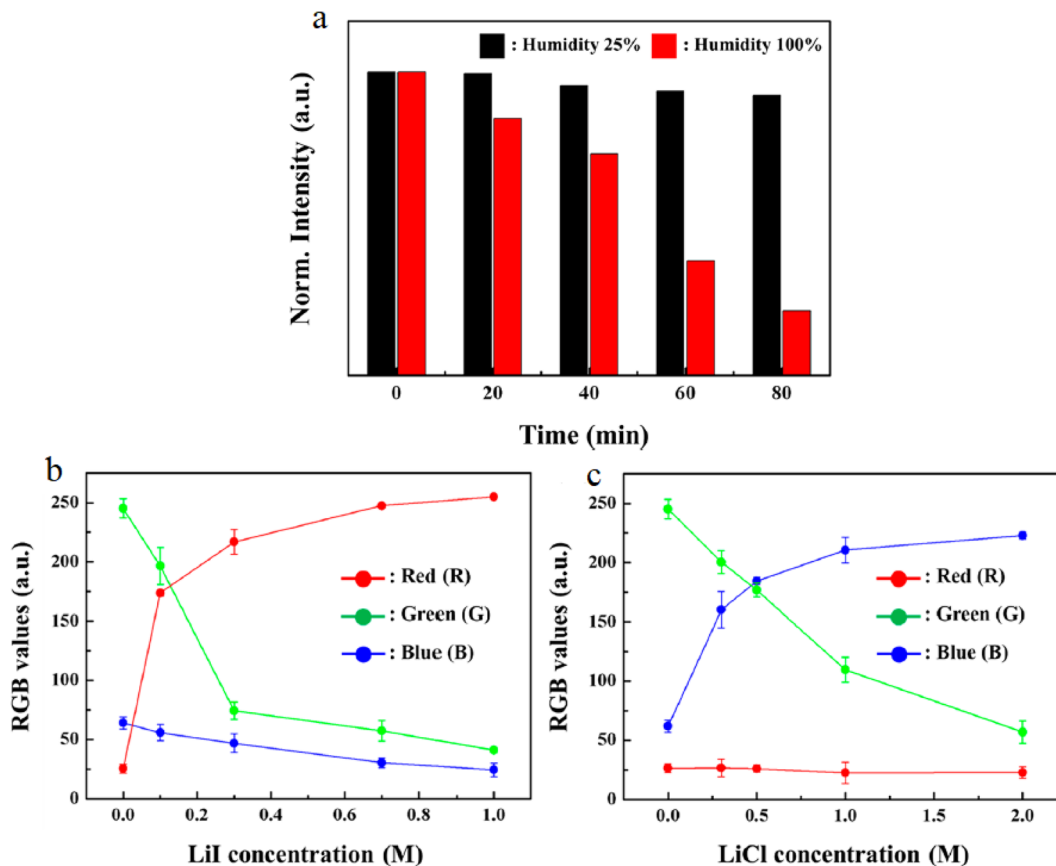 a
: Humidity 25% : Humidity 100%
Norm. Intensity (a.u.)
0 20 40 60 80
Time (min)
b
RGB values (a.u.)
250
200
150
100
50
0
: Red (R)
: Green (G)
: Blue (B)
0.0 0.2 0.4 0.6 0.8 1.0
LiI concentration (M)
c
RGB values (a.u.)
250
200
150
100
50
0
: Red (R)
: Green (G)
: Blue (B)
0.0 0.5 1.0 1.5 2.0
LiCl concentration (M)